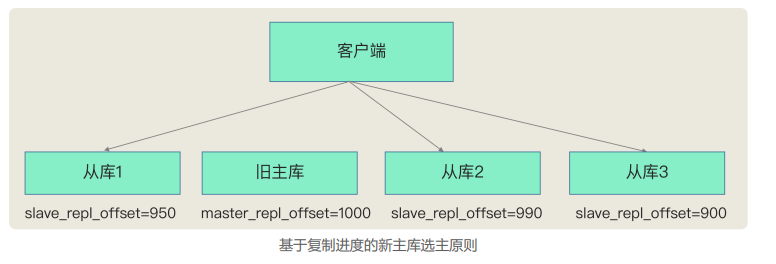 客户端
从库1
旧主库
从库2
从库3
slave_repl_offset=950
master_repl_offset=1000
slave_repl_offset=990
slave_repl_offset=900
基于复制进度的新主库选主原则